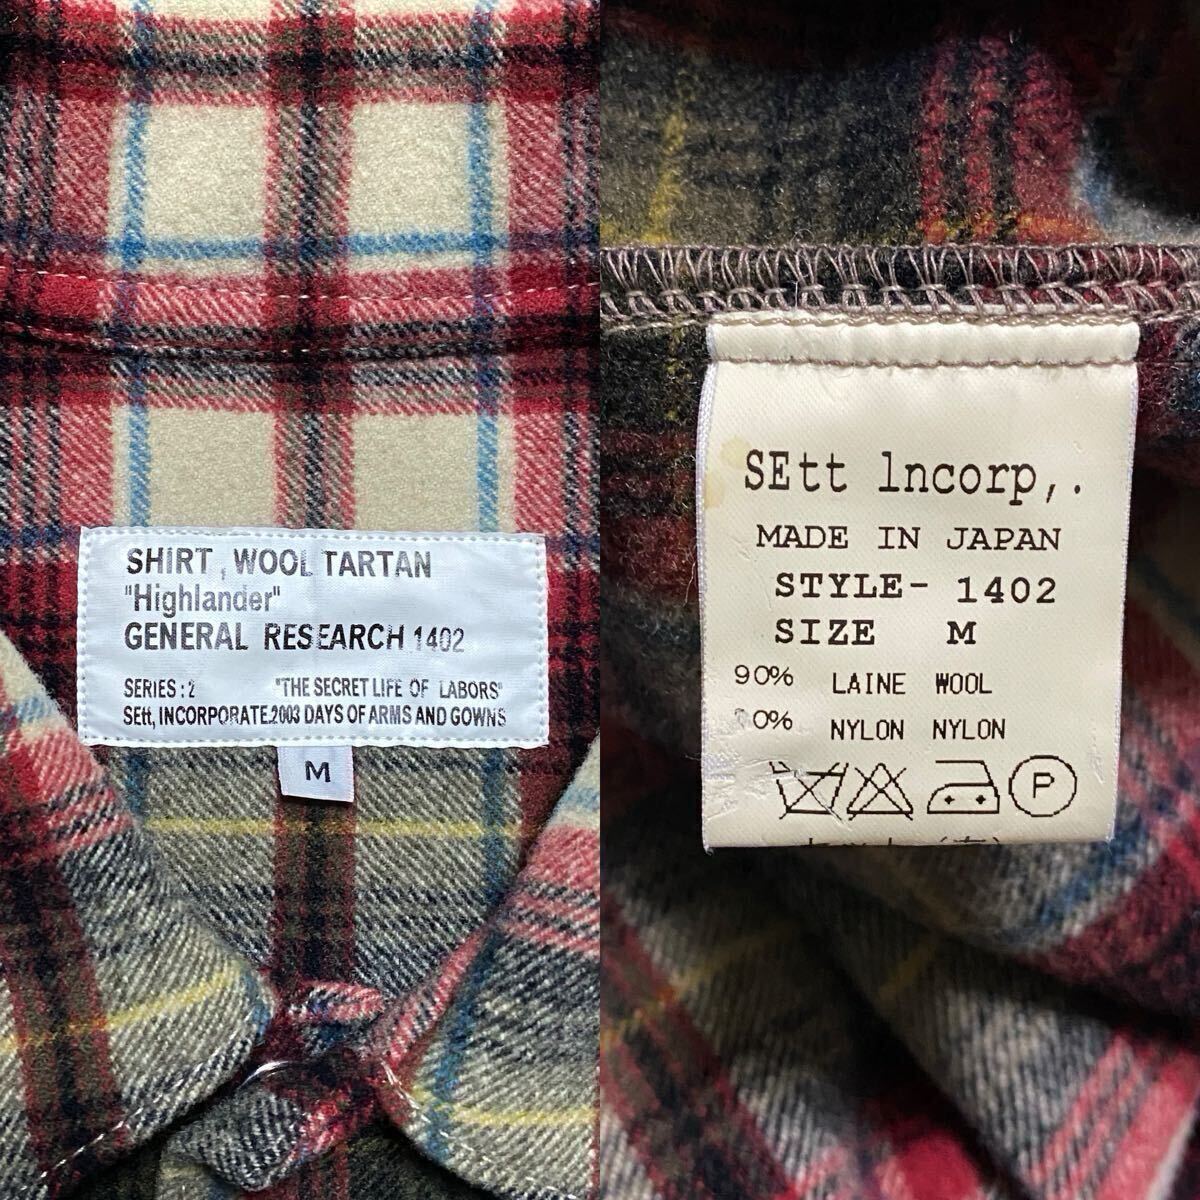 SHIRT, WOOL TARTAN
"Highlander"
GENERAL RESEARCH 1402
SERIES : 2 "THE SECRET LIFE OF LABORS"
SEtt, INCORPORATE.2003 DAYS OF ARMS AND GOWNS
M
SEtt lncorp,.
MADE IN JAPAN
STYLE- 1402
SIZE M
90% LAINE WOOL
10% NYLON NYLON
P